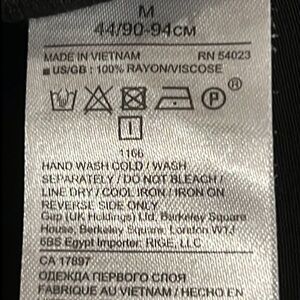 M
44/90-94CM
MADE IN VIETNAM RN 54023
US/GB : 100% RAYON/VISCOSE
P
1166
HAND WASH COLD / WASH
SEPARATELY / DO NOT BLEACH /
LINE DRY / COOL IRON / IRON ON
REVERSE SIDE ONLY
Gap (UK Holdings) Ltd, Berkeley Square
House, Berkeley Square, London W1J
6BS Egypt Importer: RIGE, LLC
CA 17897
ОДЕЖДА ПЕРВОГО СЛОЯ
FABRIQUE AU VIETNAM / HECHO EN